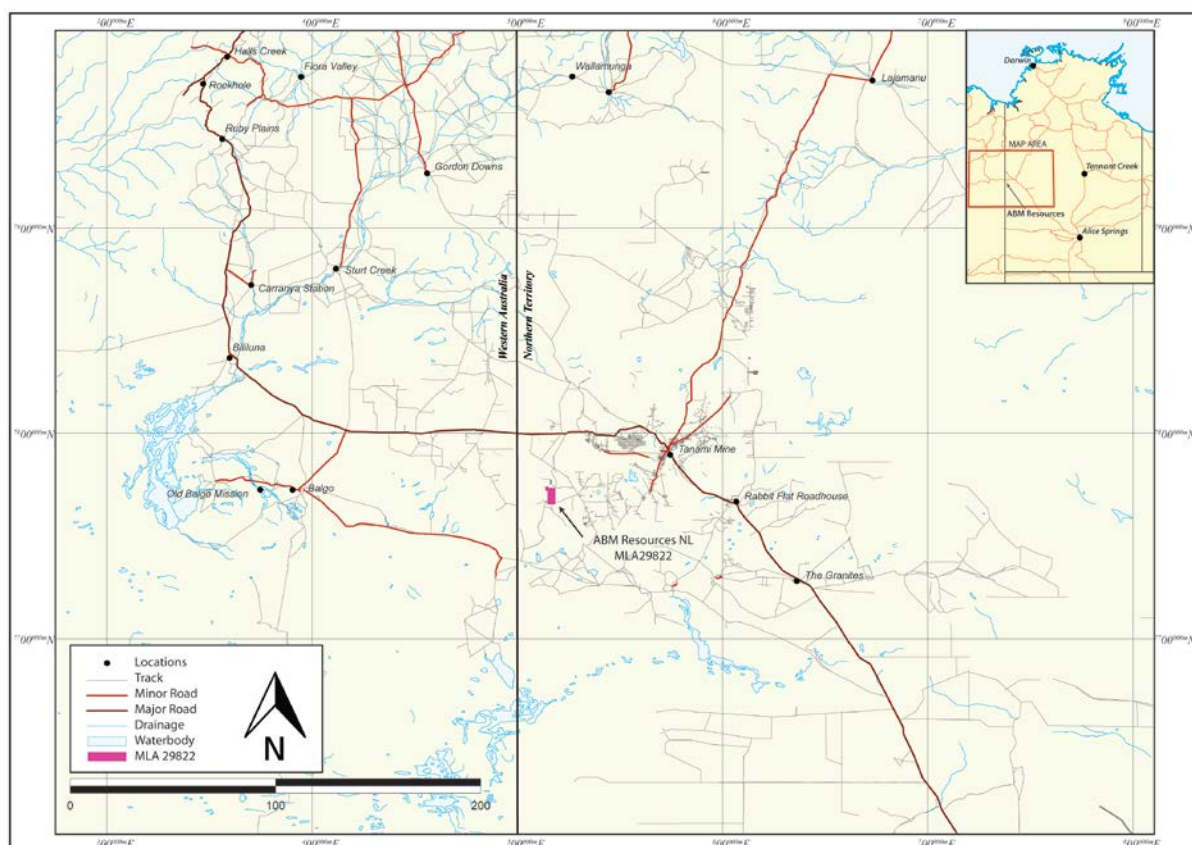 Halls Creek
Fiora Valley
Rockhole
Ruby Plains
Gordon Downs
Wallamunga
Lajamanu
Darwin
MAP AREA
Tennant Creek
ABM Resources
Alice Springs
Sturt Creek
Carranya Station
Western Australia
Northern Territory
Billiluna
Tanami Mine
Old Balgo Mission
Balgo
Rabbit Flat Roadhouse
ABM Resources NL
MLA29822
The Granites
Locations
Track
Minor Road
Major Road
Drainage
Waterbody
MLA 29822
N
0
100
200